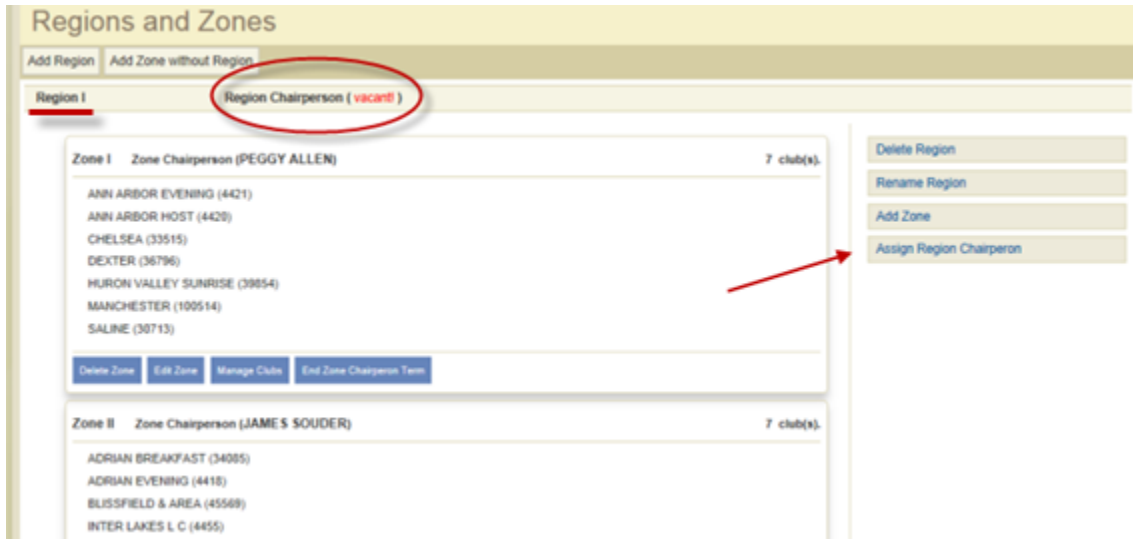 Regions and Zones
Add Region Add Zone without Region
Region I Region Chairperson ( vacant! )
Zone I Zone Chairperson (PEGGY ALLEN) 7 club(s).
ANN ARBOR EVENING (4421)
ANN ARBOR HOST (4420)
CHELSEA (33515)
DEXTER (36796)
HURON VALLEY SUNRISE (39854)
MANCHESTER (100514)
SALINE (30713)
Delete Zone Edit Zone Manage Clubs End Zone Chairperon Term
Zone II Zone Chairperson (JAMES SOUDER) 7 club(s).
ADRIAN BREAKFAST (34085)
ADRIAN EVENING (4418)
BLISSFIELD & AREA (45569)
INTER LAKES L C (4455)
Delete Region
Rename Region
Add Zone
Assign Region Chairperon